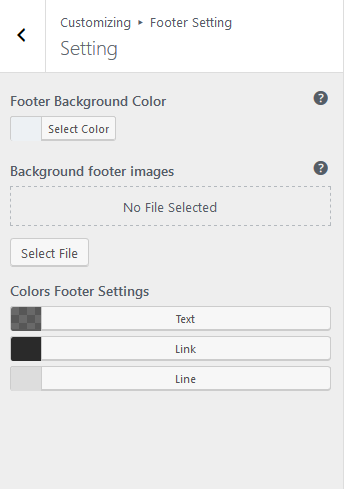 Customizing ▸ Footer Setting
Setting
Footer Background Color
Select Color
Background footer images
No File Selected
Select File
Colors Footer Settings
Text
Link
Line